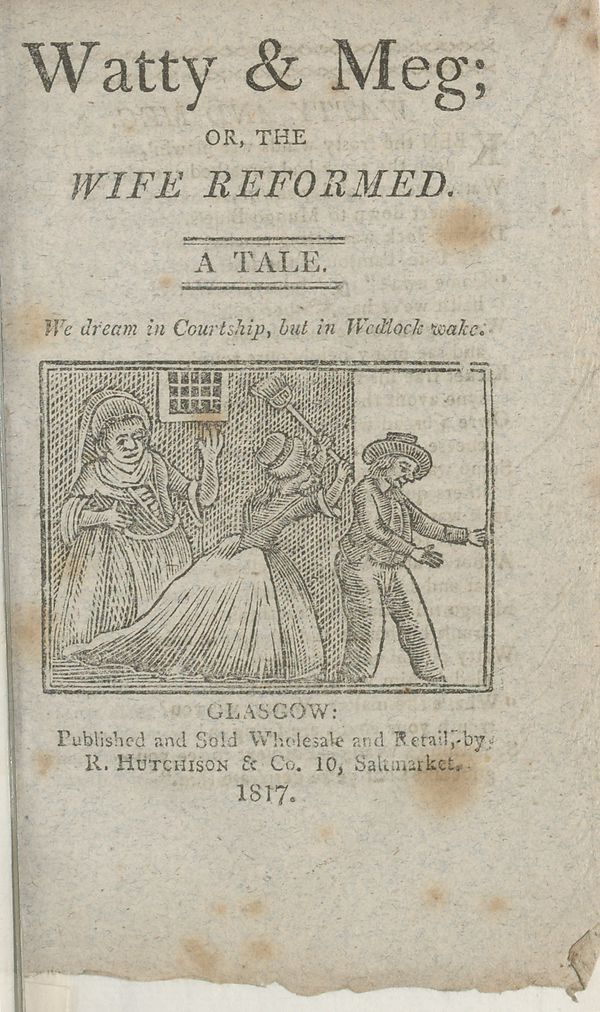 Watty & Meg;
OR, THE
WIFE REFORMED.
A TALE.
We dream in Courtship, but in Wedlock wake.
GLASGOW:
Published and Sold Wholesale and Retail, by
R. HUTCHISON & Co. 10, Saltmarket.
1817.